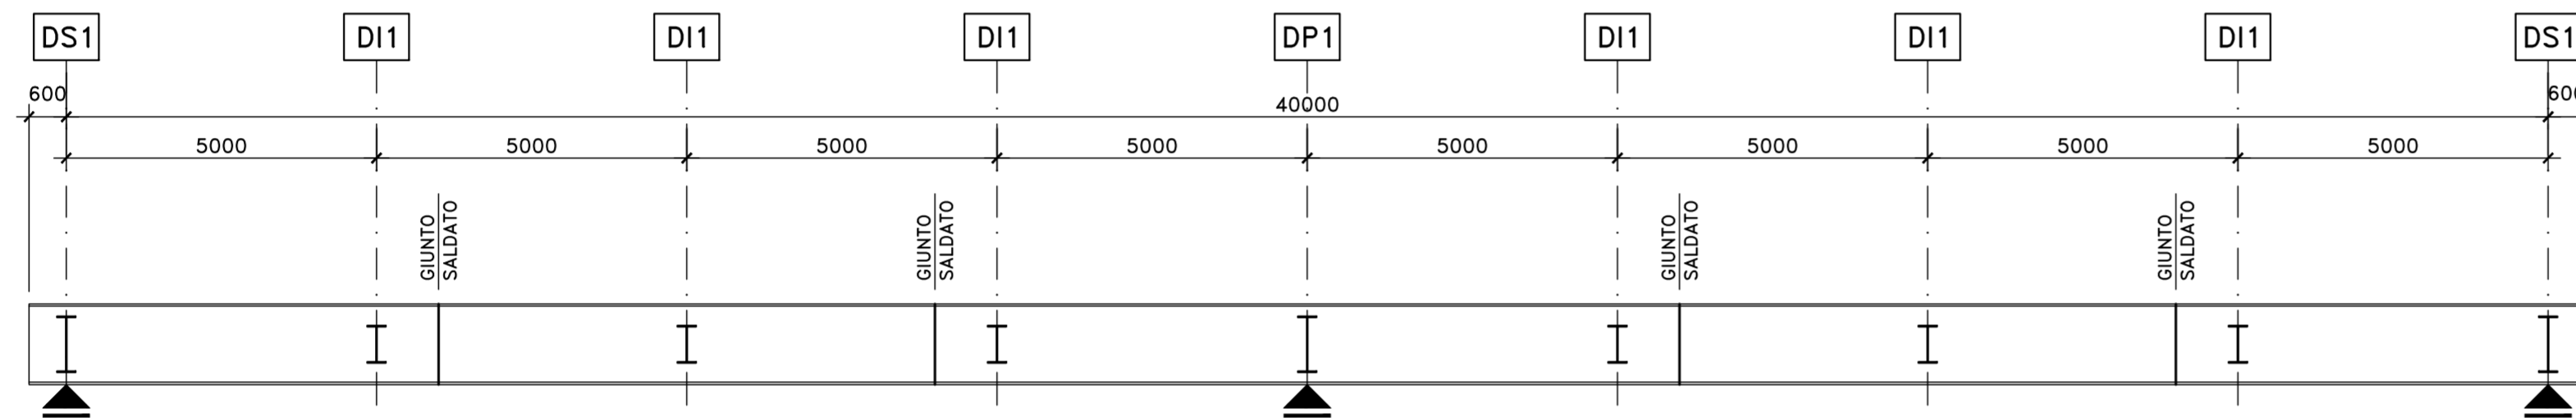 DS1 DI1 DI1 DI1 DP1 DI1 DI1 DI1 DS1
600 40000 600
5000 5000 5000 5000 5000 5000 5000 5000
GIUNTO
SALDATO
GIUNTO
SALDATO
GIUNTO
SALDATO
GIUNTO
SALDATO